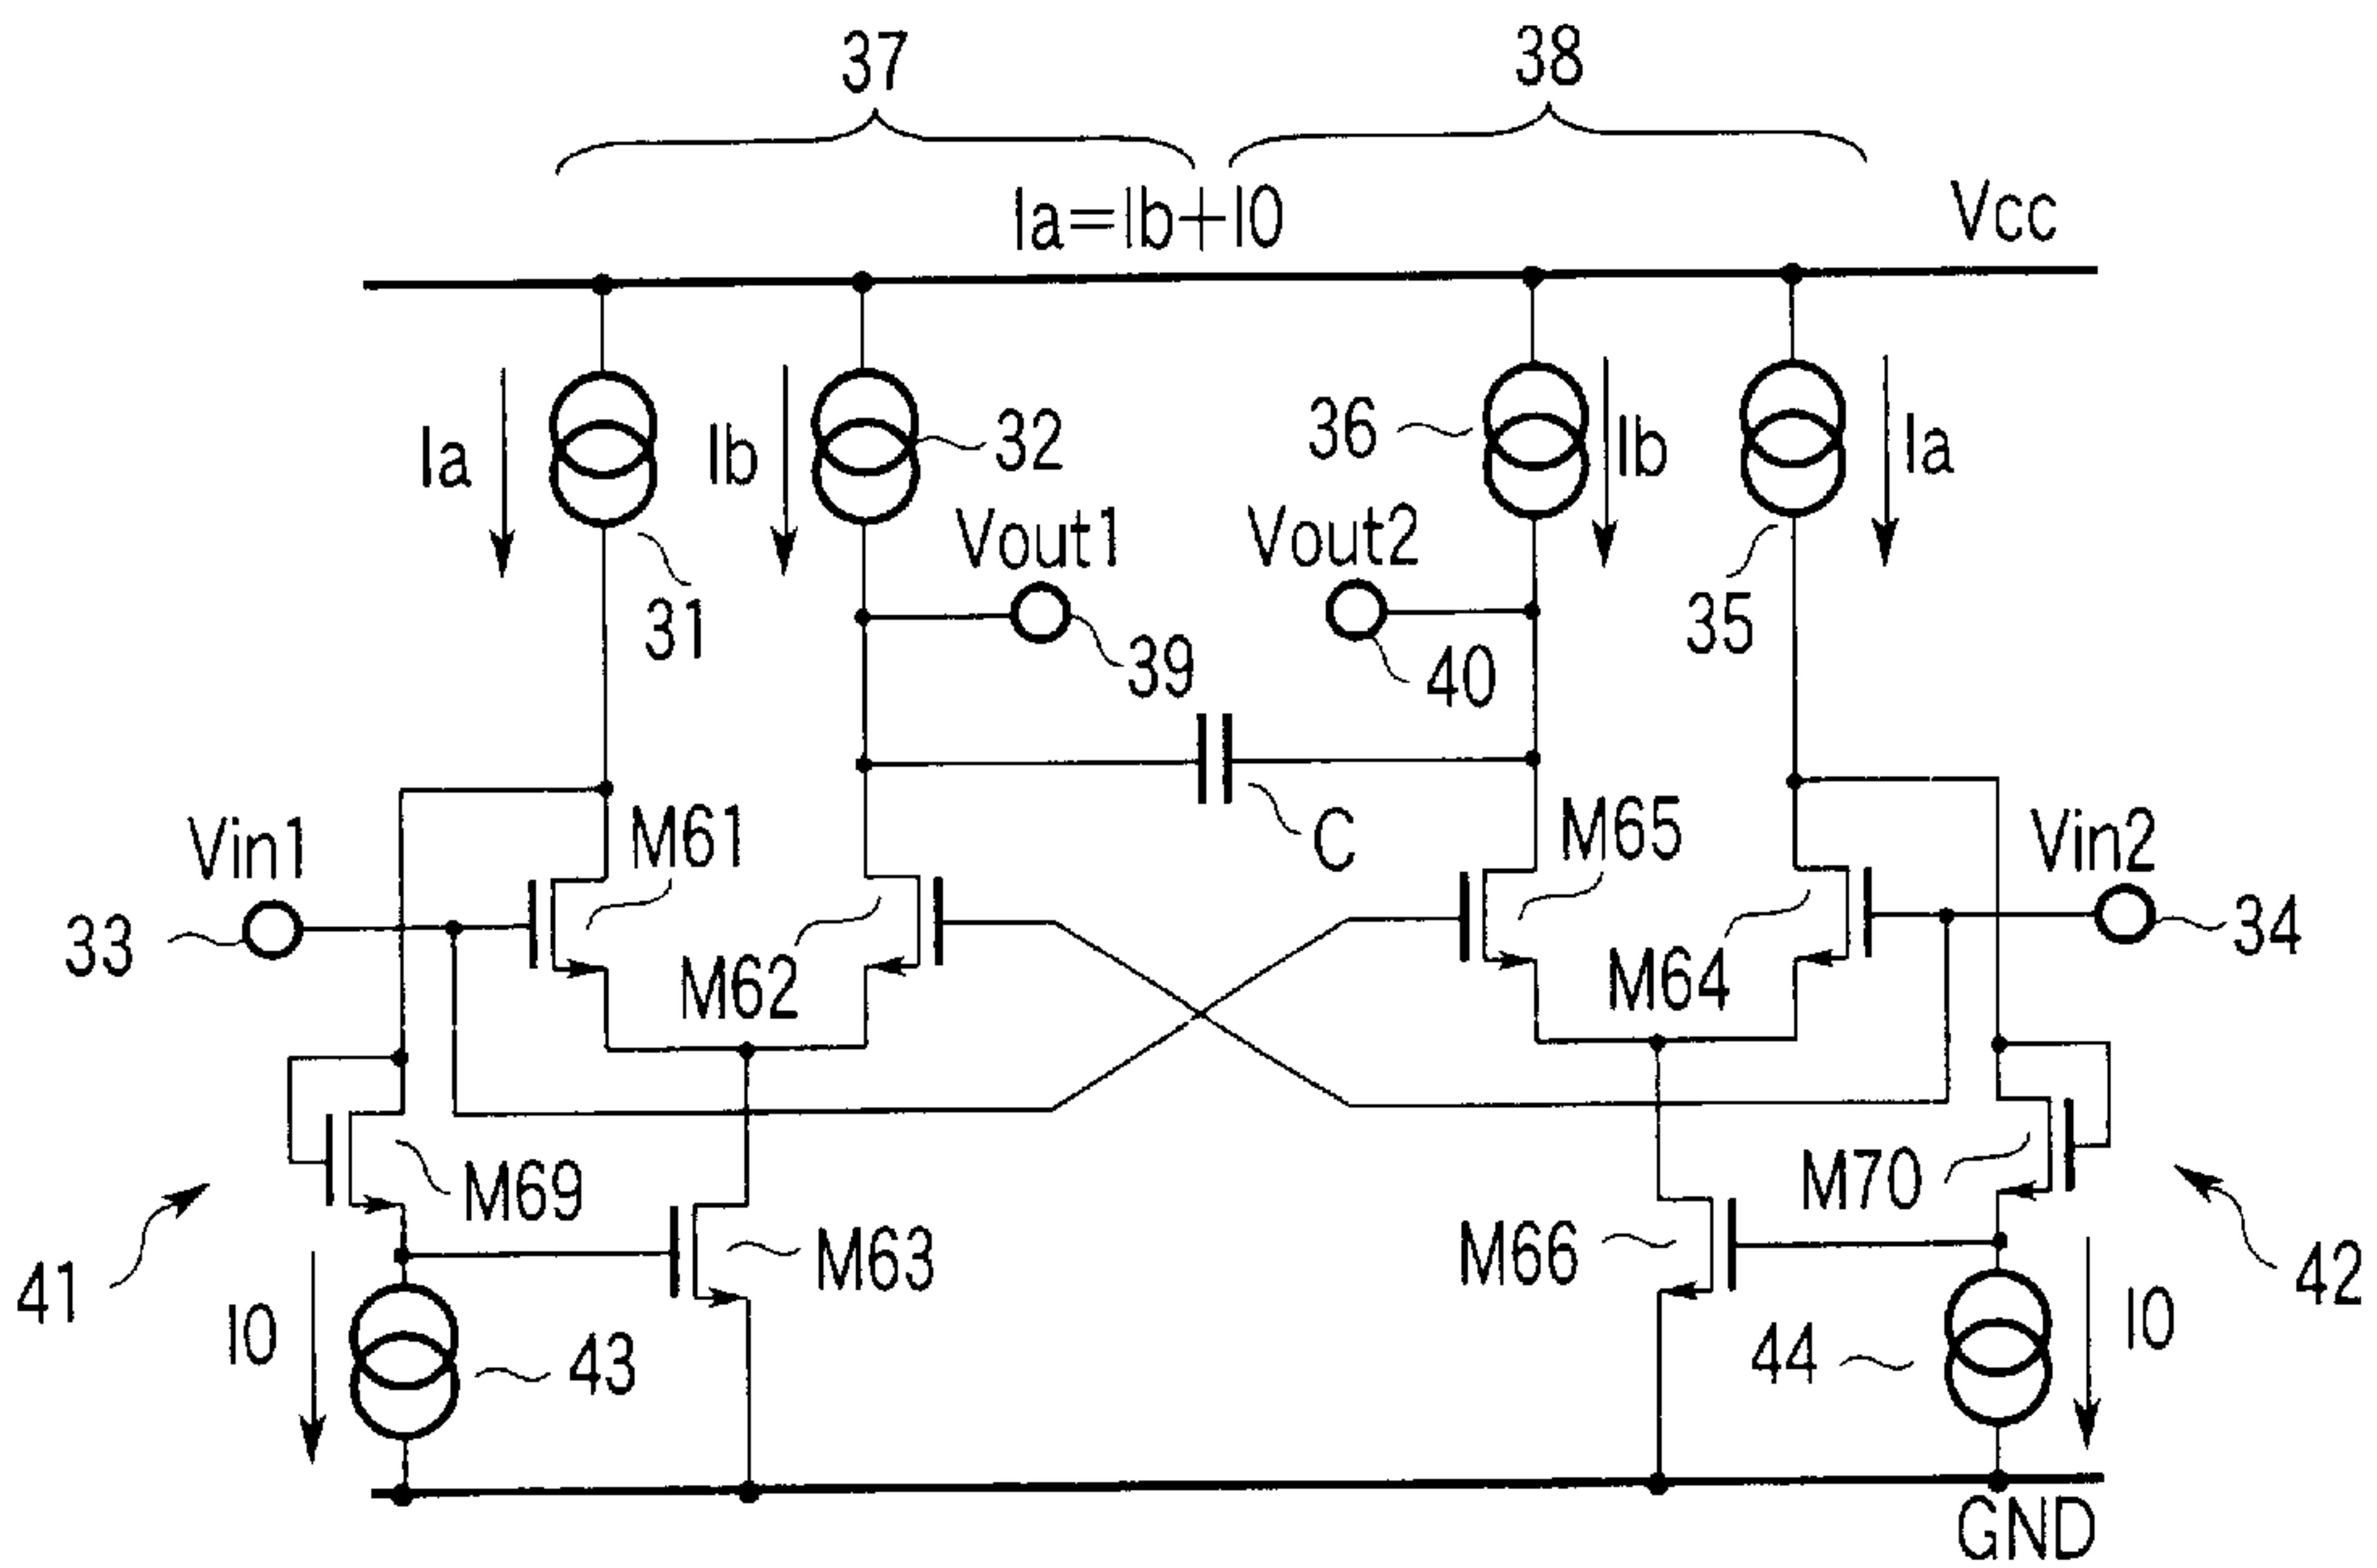 37
38
Ia=Ib+I0
Vcc
Ia
Ib
32
36
Ib
Ia
Vout1
Vout2
31
39
40
35
Vin1
M61
C
M65
Vin2
33
M62
M64
34
M69
M63
M66
M70
41
I0
43
44
I0
42
GND